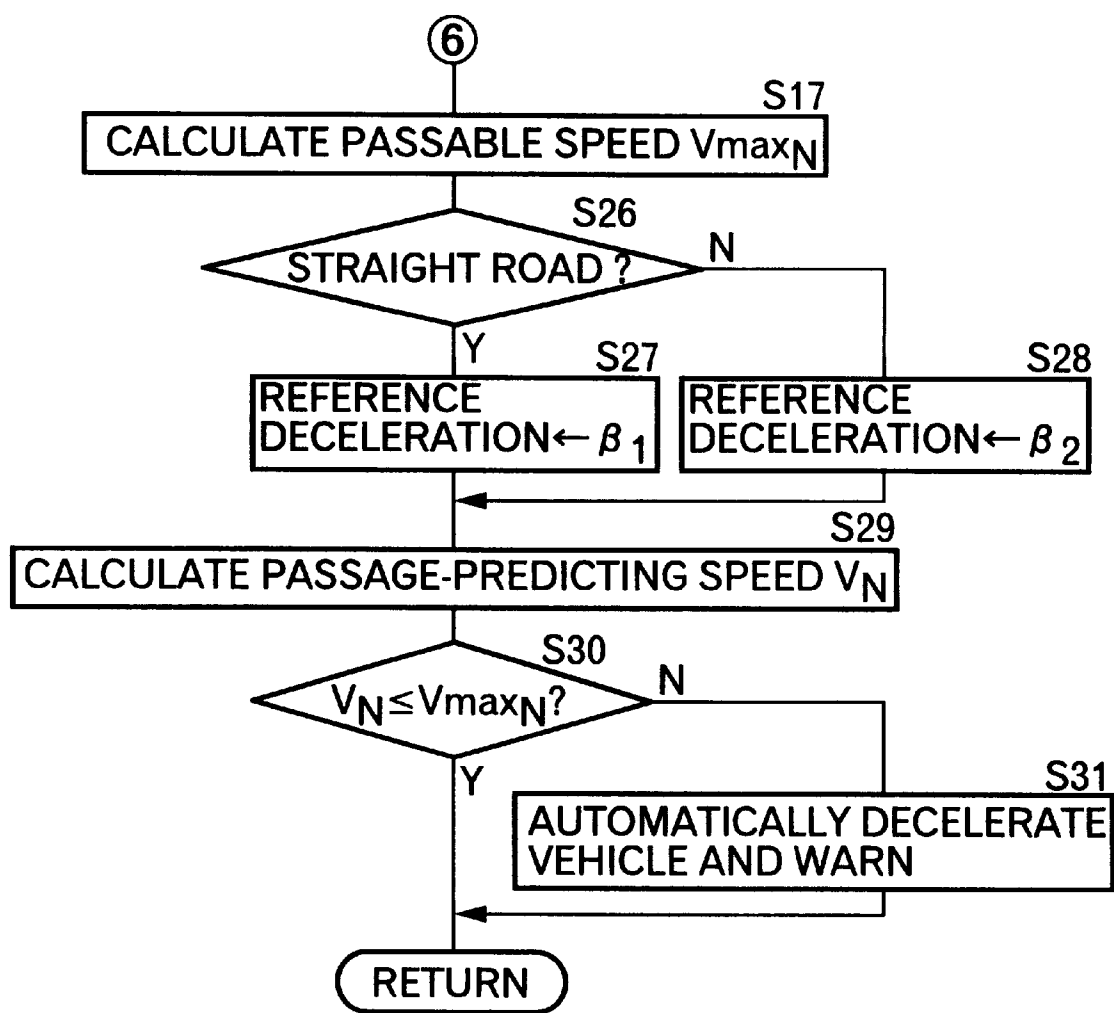 6
S17
CALCULATE PASSABLE SPEED VmaxN
S26
STRAIGHT ROAD ?
N
Y
S27
REFERENCE
DECELERATION← β1
S28
REFERENCE
DECELERATION← β2
S29
CALCULATE PASSAGE-PREDICTING SPEED VN
S30
VN≤VmaxN?
N
Y
S31
AUTOMATICALLY DECELERATE
VEHICLE AND WARN
RETURN